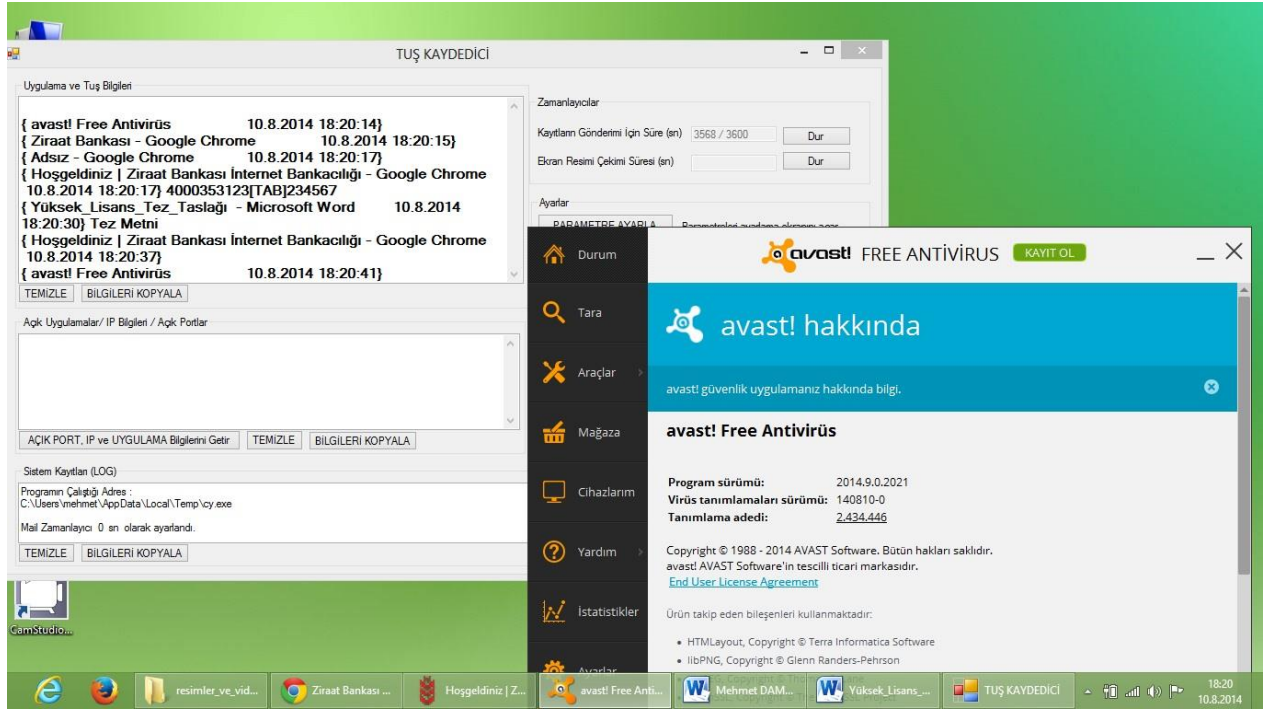 TUŞ KAYDEDİCİ
Uygulama ve Tuş Bilgileri
{ avast! Free Antivirüs 10.8.2014 18:20:14}
{ Ziraat Bankası - Google Chrome 10.8.2014 18:20:15}
{ Adsız - Google Chrome 10.8.2014 18:20:17}
{ Hoşgeldiniz | Ziraat Bankası İnternet Bankacılığı - Google Chrome
10.8.2014 18:20:17} 4000353123[TAB]234567
{ Yüksek_Lisans_Tez_Taslağı - Microsoft Word 10.8.2014
18:20:30} Tez Metni
{ Hoşgeldiniz | Ziraat Bankası İnternet Bankacılığı - Google Chrome
10.8.2014 18:20:37}
{ avast! Free Antivirüs 10.8.2014 18:20:41}
TEMİZLE BİLGİLERİ KOPYALA
Açık Uygulamalar/ IP Bilgileri / Açık Portlar
AÇIK PORT, IP ve UYGULAMA Bilgilerini Getir TEMİZLE BİLGİLERİ KOPYALA
Sistem Kayıtları (LOG)
Programın Çalıştığı Adres :
C:\Users\mehmet\AppData\Local\Temp\cy.exe
Mail Zamanlayıcı 0 sn olarak ayarlandı.
TEMİZLE BİLGİLERİ KOPYALA
Zamanlayıcılar
Kayıtların Gönderimi İçin Süre (sn) 3568 / 3600 Dur
Ekran Resimi Çekimi Süresi (sn) Dur
Ayarlar
PARAMETRE AYARLA Parametreleri ayarlama ekranını açar
Durum
Tara
Araçlar
Mağaza
Cihazlarım
Yardım
İstatistikler
Ayarlar
avast! FREE ANTİVİRÜS KAYIT OL
avast! hakkında
avast! güvenlik uygulamanız hakkında bilgi.
avast! Free Antivirüs
Program sürümü: 2014.9.0.2021
Virüs tanımlamaları sürümü: 140810-0
Tanımlama adedi: 2.434.446
Copyright © 1988 - 2014 AVAST Software. Bütün hakları saklıdır.
avast! AVAST Software'in tescilli ticari markasıdır.
End User License Agreement
Ürün takip eden bileşenleri kullanmaktadır:
• HTMLayout, Copyright © Terra Informatica Software
• libPNG, Copyright © Glenn Randers-Pehrson
CamStudio...
resimler_ve_vid... Ziraat Bankası ... Hoşgeldiniz | Z... avast! Free Anti... Mehmet DAM... Yüksek_Lisans_... TUŞ KAYDEDİCİ 18:20
10.8.2014